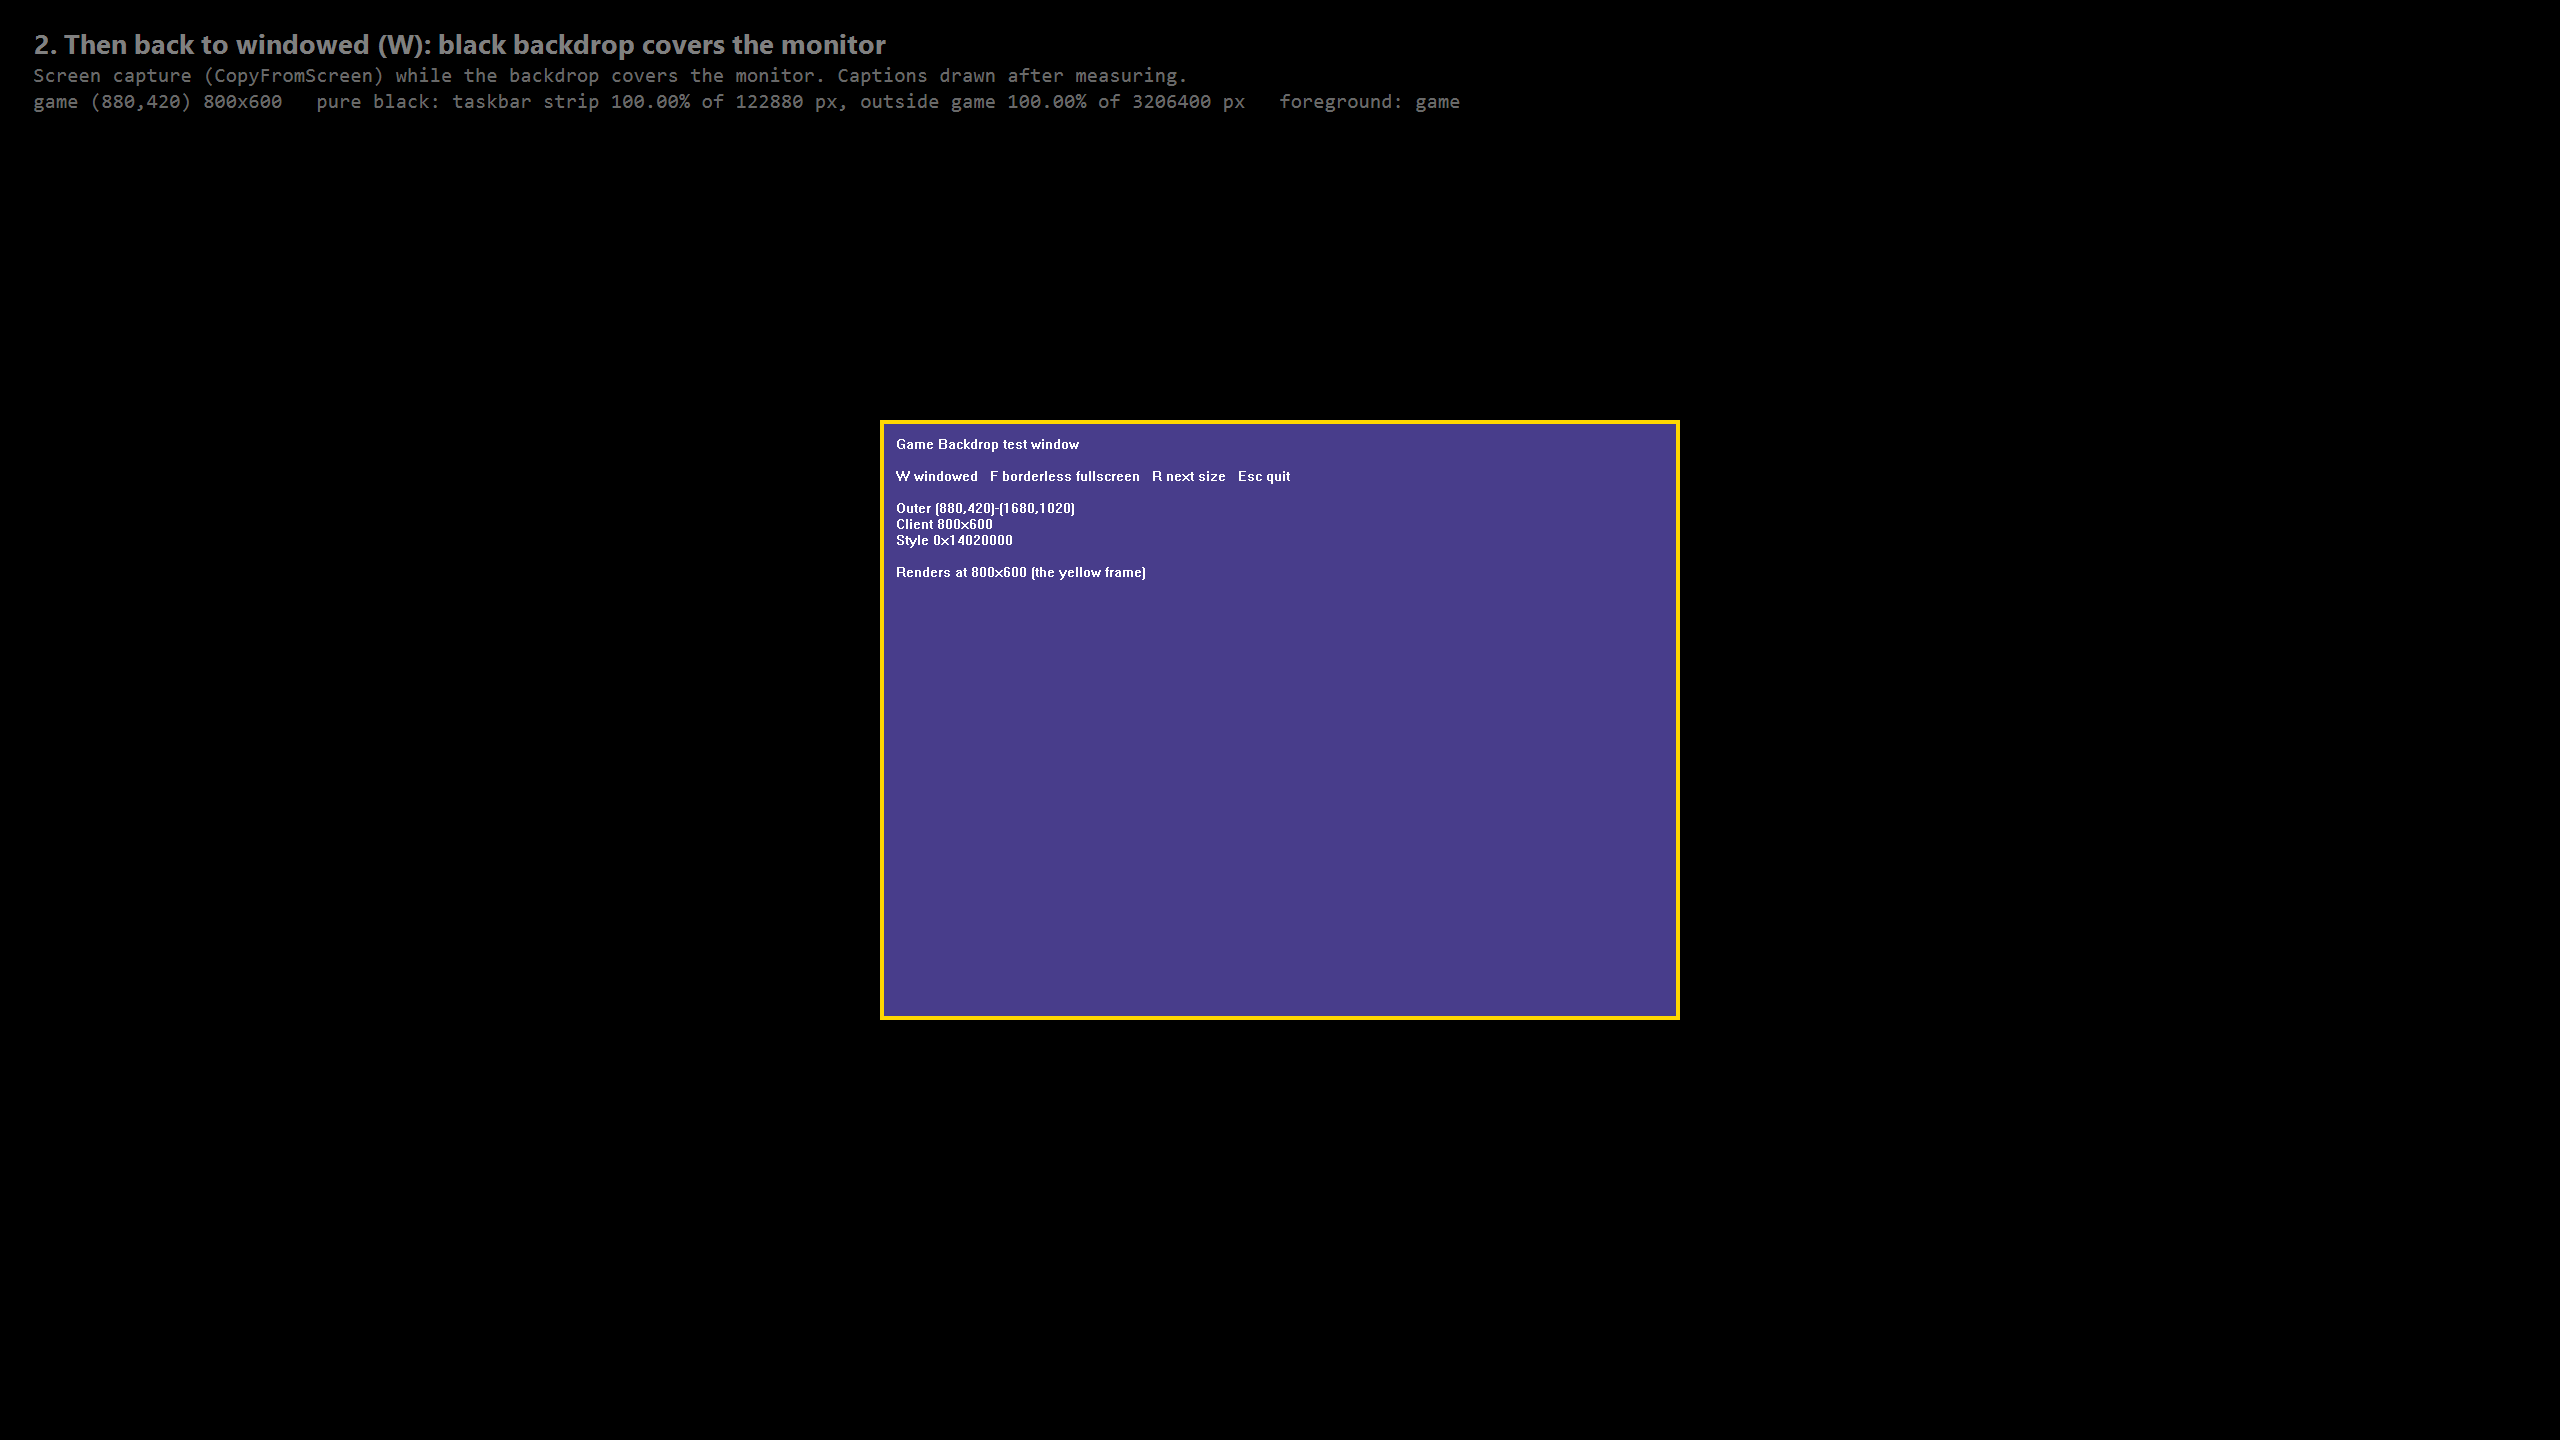 2. Then back to windowed (W): black backdrop covers the monitor
Screen capture (CopyFromScreen) while the backdrop covers the monitor. Captions drawn after measuring.
game (880,420) 800x600   pure black: taskbar strip 100.00% of 122880 px, outside game 100.00% of 3206400 px   foreground: game
Game Backdrop test window
W windowed   F borderless fullscreen   R next size   Esc quit
Outer (880,420)-(1680,1020)
Client 800x600
Style 0x14020000
Renders at 800x600 (the yellow frame)